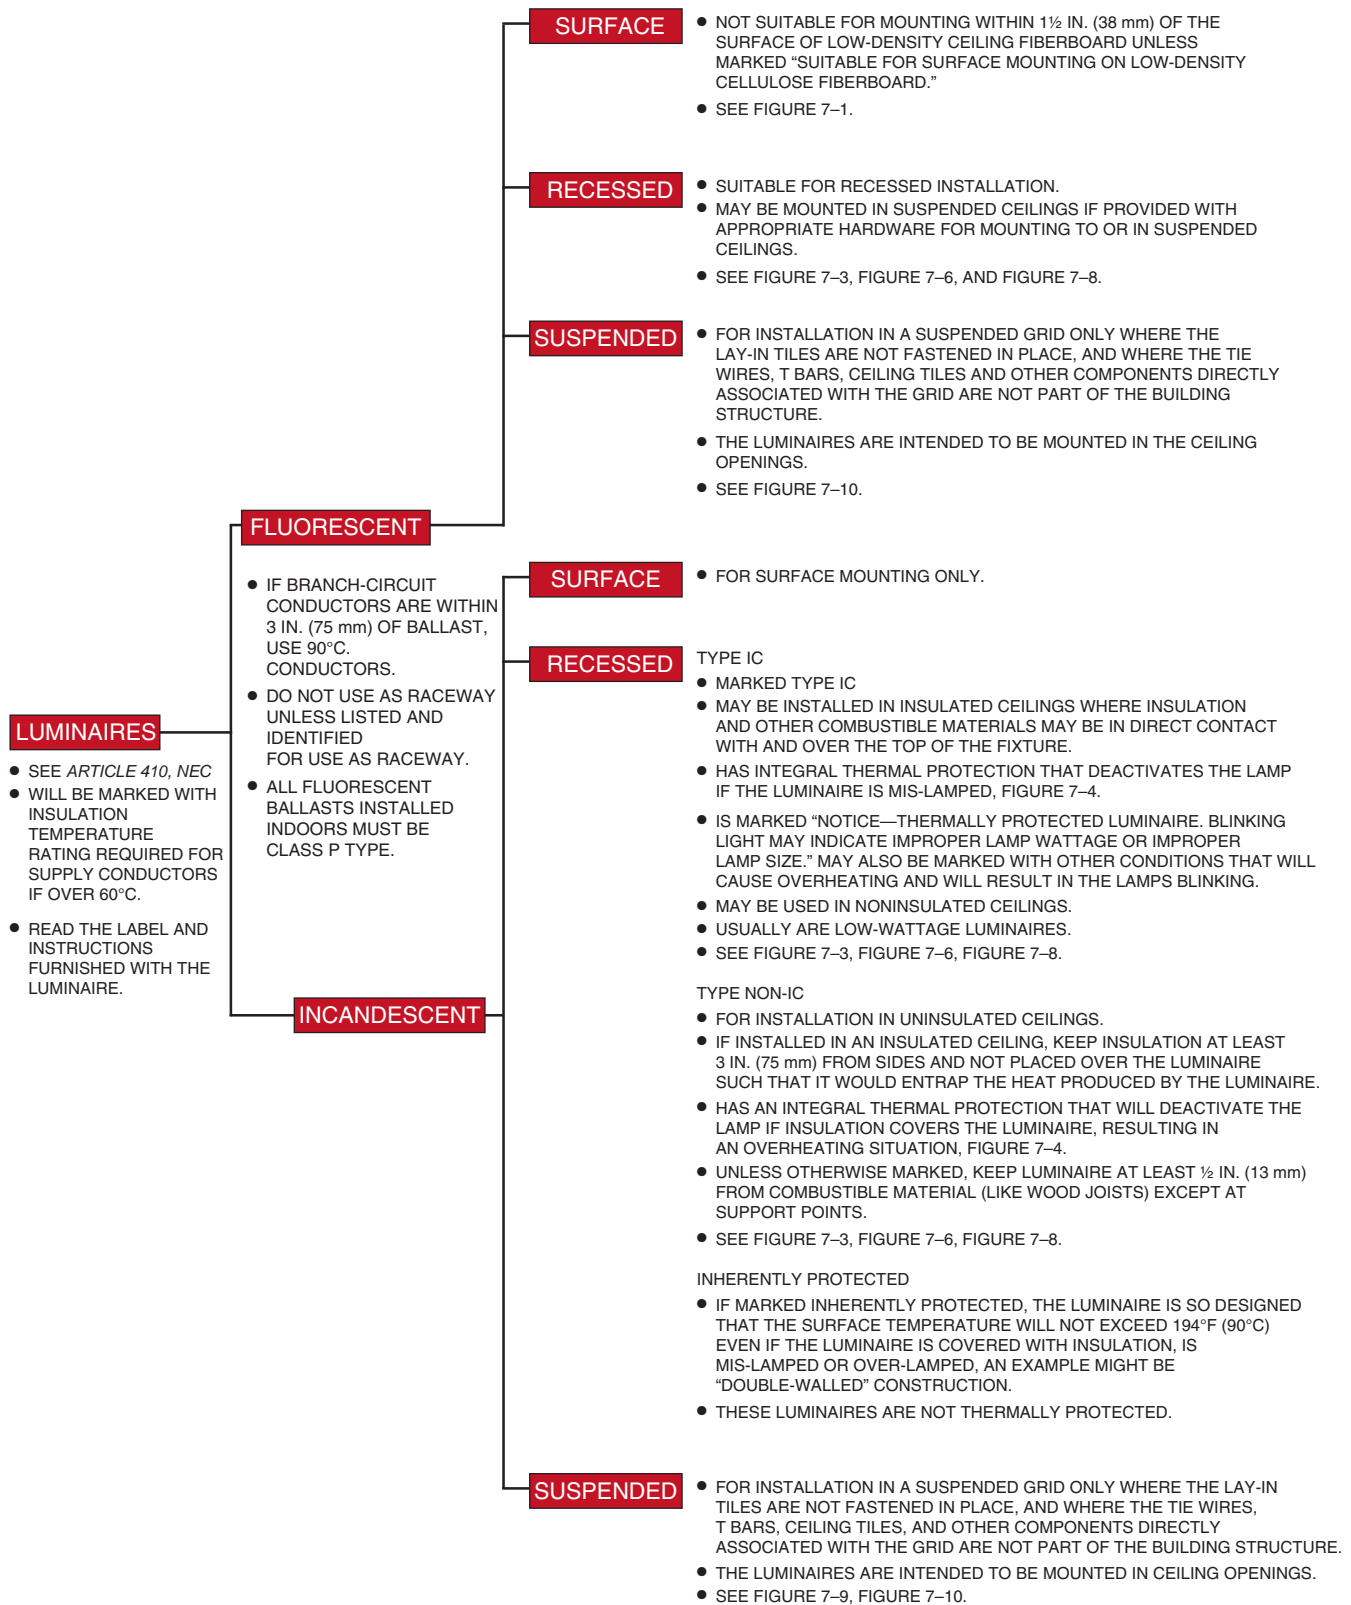 LUMINAIRES
● SEE ARTICLE 410, NEC
● WILL BE MARKED WITH
INSULATION
TEMPERATURE
RATING REQUIRED FOR
SUPPLY CONDUCTORS
IF OVER 60°C.
● READ THE LABEL AND
INSTRUCTIONS
FURNISHED WITH THE
LUMINAIRE.
FLUORESCENT
● IF BRANCH-CIRCUIT
CONDUCTORS ARE WITHIN
3 IN. (75 mm) OF BALLAST,
USE 90°C.
CONDUCTORS.
● DO NOT USE AS RACEWAY
UNLESS LISTED AND
IDENTIFIED
FOR USE AS RACEWAY.
● ALL FLUORESCENT
BALLASTS INSTALLED
INDOORS MUST BE
CLASS P TYPE.
SURFACE
● NOT SUITABLE FOR MOUNTING WITHIN 1½ IN. (38 mm) OF THE
SURFACE OF LOW-DENSITY CEILING FIBERBOARD UNLESS
MARKED “SUITABLE FOR SURFACE MOUNTING ON LOW-DENSITY
CELLULOSE FIBERBOARD.”
● SEE FIGURE 7–1.
RECESSED
● SUITABLE FOR RECESSED INSTALLATION.
● MAY BE MOUNTED IN SUSPENDED CEILINGS IF PROVIDED WITH
APPROPRIATE HARDWARE FOR MOUNTING TO OR IN SUSPENDED
CEILINGS.
● SEE FIGURE 7–3, FIGURE 7–6, AND FIGURE 7–8.
SUSPENDED
● FOR INSTALLATION IN A SUSPENDED GRID ONLY WHERE THE
LAY-IN TILES ARE NOT FASTENED IN PLACE, AND WHERE THE TIE
WIRES, T BARS, CEILING TILES AND OTHER COMPONENTS DIRECTLY
ASSOCIATED WITH THE GRID ARE NOT PART OF THE BUILDING
STRUCTURE.
● THE LUMINAIRES ARE INTENDED TO BE MOUNTED IN THE CEILING
OPENINGS.
● SEE FIGURE 7–10.
INCANDESCENT
SURFACE
● FOR SURFACE MOUNTING ONLY.
RECESSED
TYPE IC
● MARKED TYPE IC
● MAY BE INSTALLED IN INSULATED CEILINGS WHERE INSULATION
AND OTHER COMBUSTIBLE MATERIALS MAY BE IN DIRECT CONTACT
WITH AND OVER THE TOP OF THE FIXTURE.
● HAS INTEGRAL THERMAL PROTECTION THAT DEACTIVATES THE LAMP
IF THE LUMINAIRE IS MIS-LAMPED, FIGURE 7–4.
● IS MARKED “NOTICE—THERMALLY PROTECTED LUMINAIRE. BLINKING
LIGHT MAY INDICATE IMPROPER LAMP WATTAGE OR IMPROPER
LAMP SIZE.” MAY ALSO BE MARKED WITH OTHER CONDITIONS THAT WILL
CAUSE OVERHEATING AND WILL RESULT IN THE LAMPS BLINKING.
● MAY BE USED IN NONINSULATED CEILINGS.
● USUALLY ARE LOW-WATTAGE LUMINAIRES.
● SEE FIGURE 7–3, FIGURE 7–6, FIGURE 7–8.
TYPE NON-IC
● FOR INSTALLATION IN UNINSULATED CEILINGS.
● IF INSTALLED IN AN INSULATED CEILING, KEEP INSULATION AT LEAST
3 IN. (75 mm) FROM SIDES AND NOT PLACED OVER THE LUMINAIRE
SUCH THAT IT WOULD ENTRAP THE HEAT PRODUCED BY THE LUMINAIRE.
● HAS AN INTEGRAL THERMAL PROTECTION THAT WILL DEACTIVATE THE
LAMP IF INSULATION COVERS THE LUMINAIRE, RESULTING IN
AN OVERHEATING SITUATION, FIGURE 7–4.
● UNLESS OTHERWISE MARKED, KEEP LUMINAIRE AT LEAST ½ IN. (13 mm)
FROM COMBUSTIBLE MATERIAL (LIKE WOOD JOISTS) EXCEPT AT
SUPPORT POINTS.
● SEE FIGURE 7–3, FIGURE 7–6, FIGURE 7–8.
INHERENTLY PROTECTED
● IF MARKED INHERENTLY PROTECTED, THE LUMINAIRE IS SO DESIGNED
THAT THE SURFACE TEMPERATURE WILL NOT EXCEED 194°F (90°C)
EVEN IF THE LUMINAIRE IS COVERED WITH INSULATION, IS
MIS-LAMPED OR OVER-LAMPED, AN EXAMPLE MIGHT BE
“DOUBLE-WALLED” CONSTRUCTION.
● THESE LUMINAIRES ARE NOT THERMALLY PROTECTED.
SUSPENDED
● FOR INSTALLATION IN A SUSPENDED GRID ONLY WHERE THE LAY-IN
TILES ARE NOT FASTENED IN PLACE, AND WHERE THE TIE WIRES,
T BARS, CEILING TILES, AND OTHER COMPONENTS DIRECTLY
ASSOCIATED WITH THE GRID ARE NOT PART OF THE BUILDING STRUCTURE.
● THE LUMINAIRES ARE INTENDED TO BE MOUNTED IN CEILING OPENINGS.
● SEE FIGURE 7–9, FIGURE 7–10.